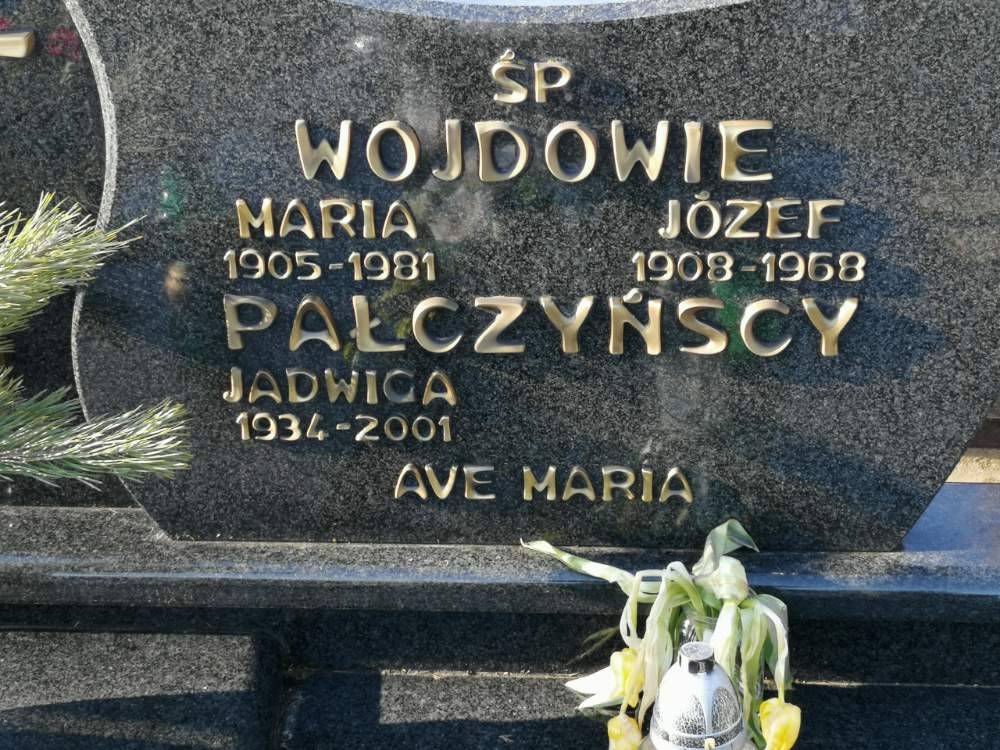 ŚP.
WOJDOWIE
MARIA JÓZEF
1905-1981 1908-1968
PAŁCZYŃSCY
JADWIGA
1934-2001
AVE MARIA